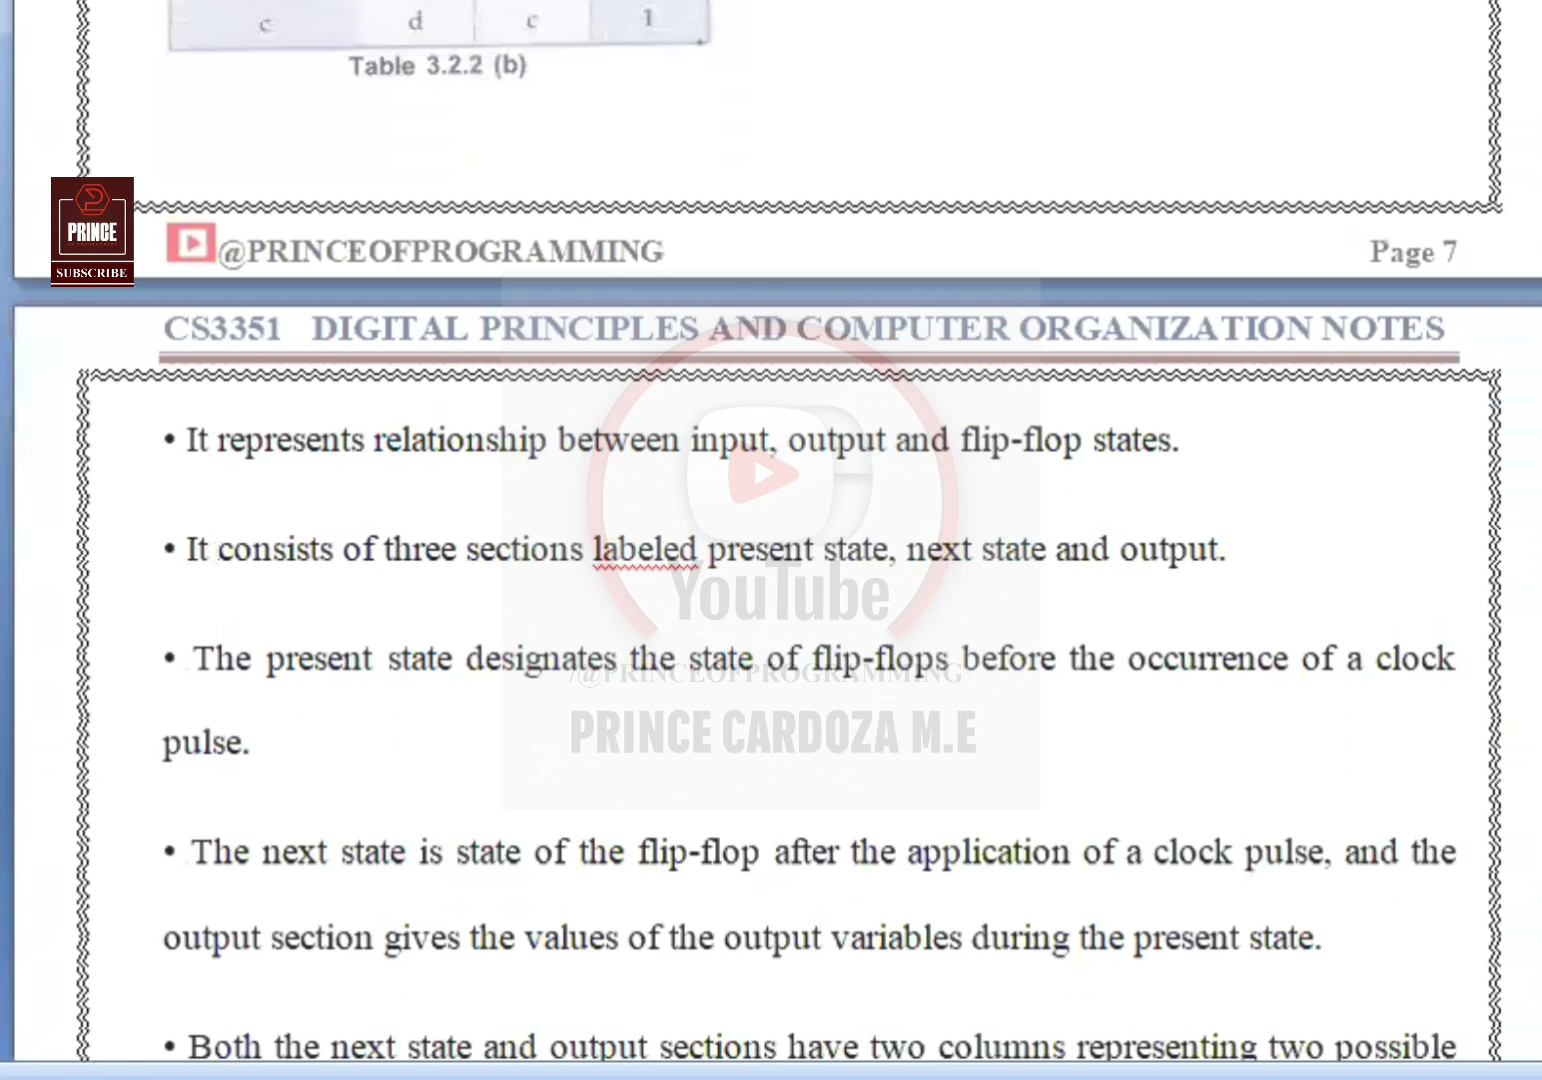 c d c 1
Table 3.2.2 (b)
PRINCE
SUBSCRIBE
@PRINCEOFPROGRAMMING
Page 7
CS3351 DIGITAL PRINCIPLES AND COMPUTER ORGANIZATION NOTES
• It represents relationship between input, output and flip-flop states.
• It consists of three sections labeled present state, next state and output.
YouTube
• The present state designates the state of flip-flops before the occurrence of a clock
/@PRINCEOFPROGRAMMING
pulse.
PRINCE CARDOZA M.E
• The next state is state of the flip-flop after the application of a clock pulse, and the
output section gives the values of the output variables during the present state.
• Both the next state and output sections have two columns representing two possible